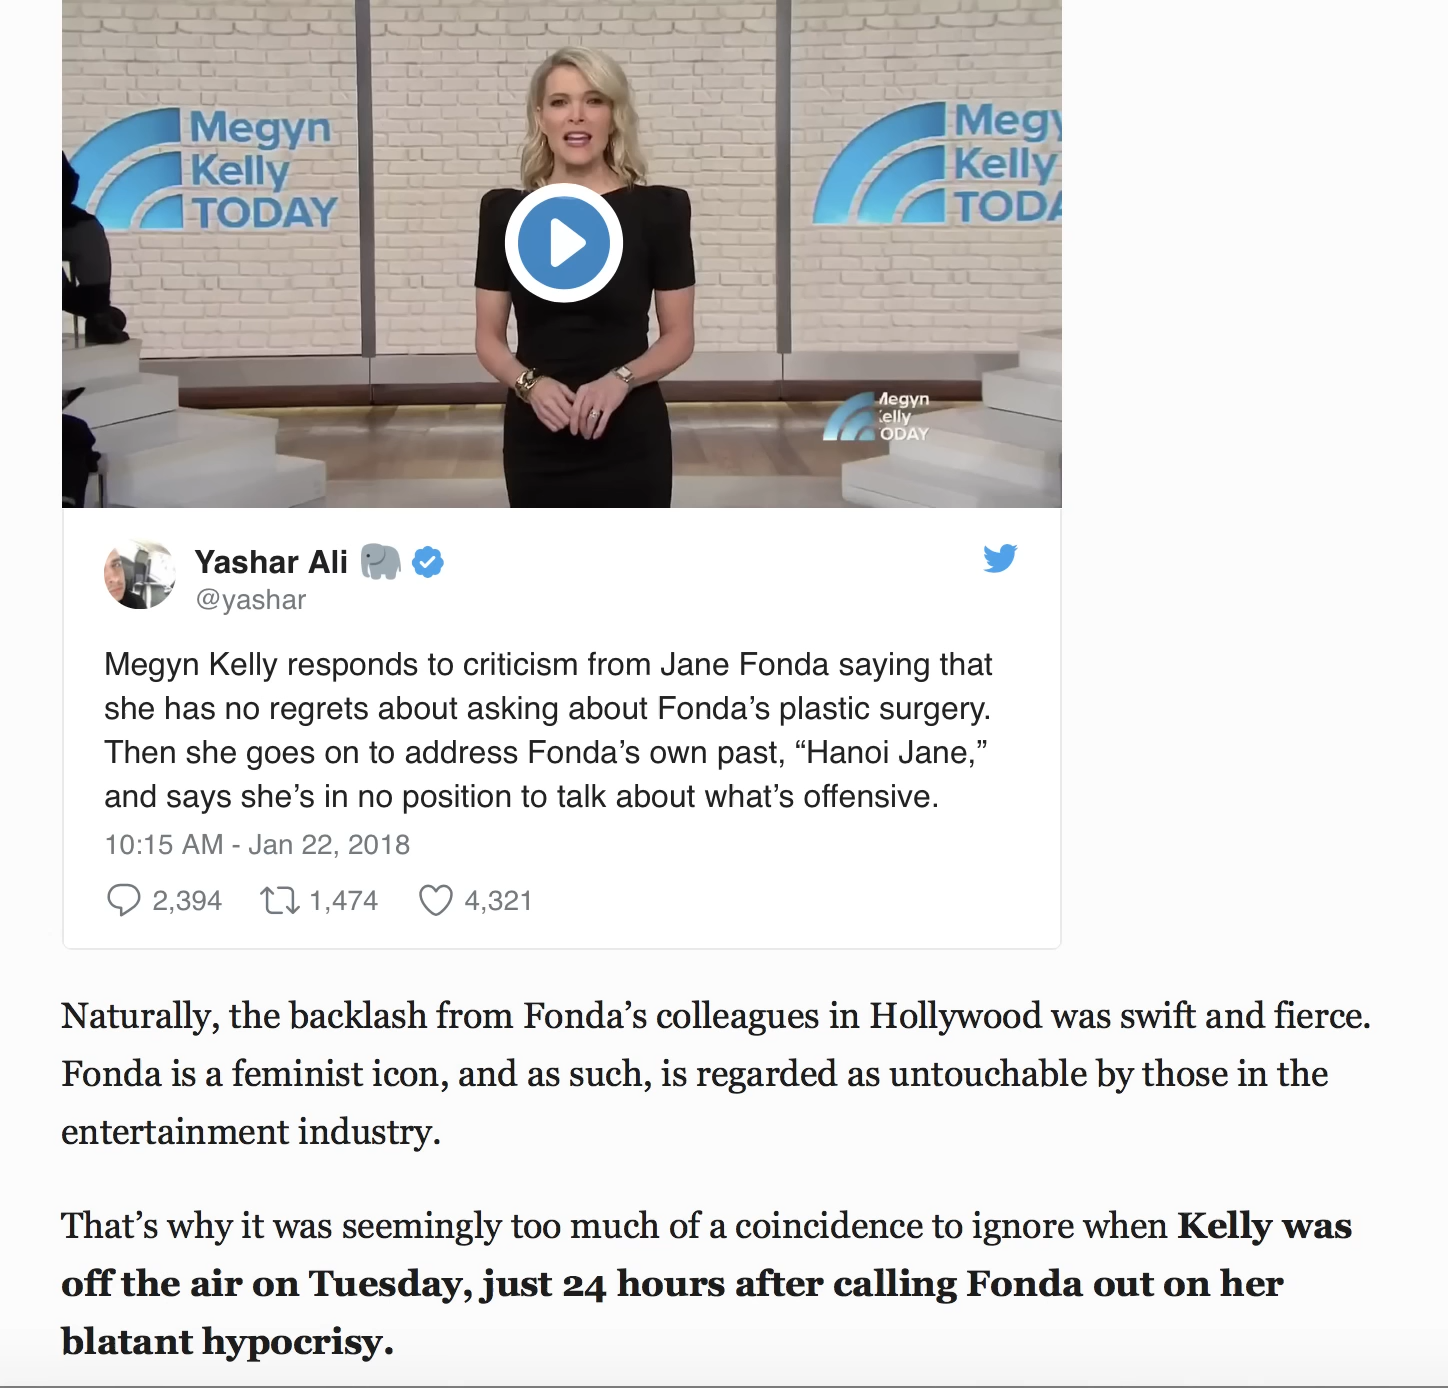 Megyn
Kelly
TODAY
Megy
Kelly
TODA
Megyn
Kelly
TODAY
Yashar Ali
@yashar
Megyn Kelly responds to criticism from Jane Fonda saying that
she has no regrets about asking about Fonda’s plastic surgery.
Then she goes on to address Fonda’s own past, “Hanoi Jane,”
and says she’s in no position to talk about what’s offensive.
10:15 AM - Jan 22, 2018
2,394 1,474 4,321
Naturally, the backlash from Fonda’s colleagues in Hollywood was swift and fierce.
Fonda is a feminist icon, and as such, is regarded as untouchable by those in the
entertainment industry.
That’s why it was seemingly too much of a coincidence to ignore when Kelly was
off the air on Tuesday, just 24 hours after calling Fonda out on her
blatant hypocrisy.